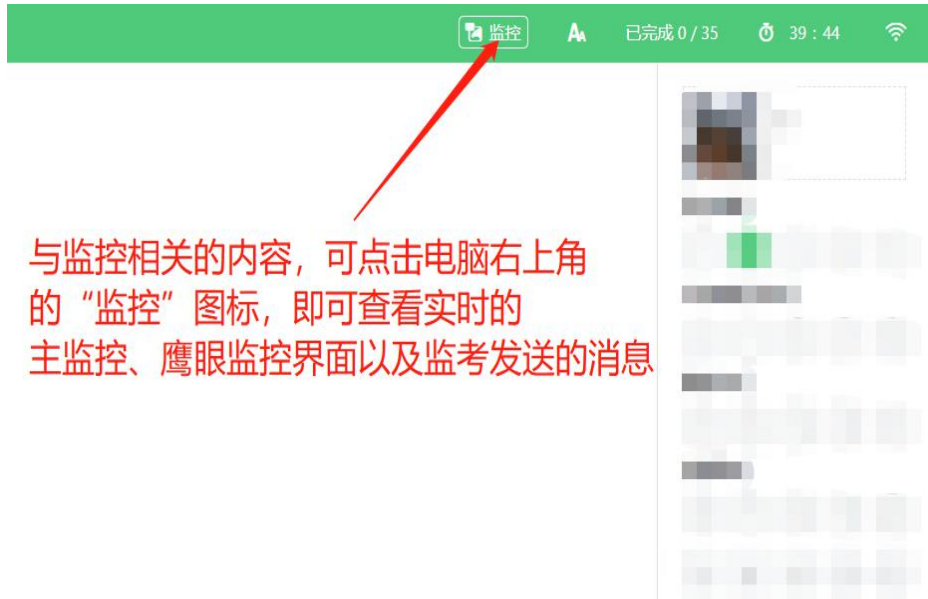 监控 AA 已完成 0 / 35 39 : 44
与监控相关的内容，可点击电脑右上角
的“监控”图标，即可查看实时的
主监控、鹰眼监控界面以及监考发送的消息